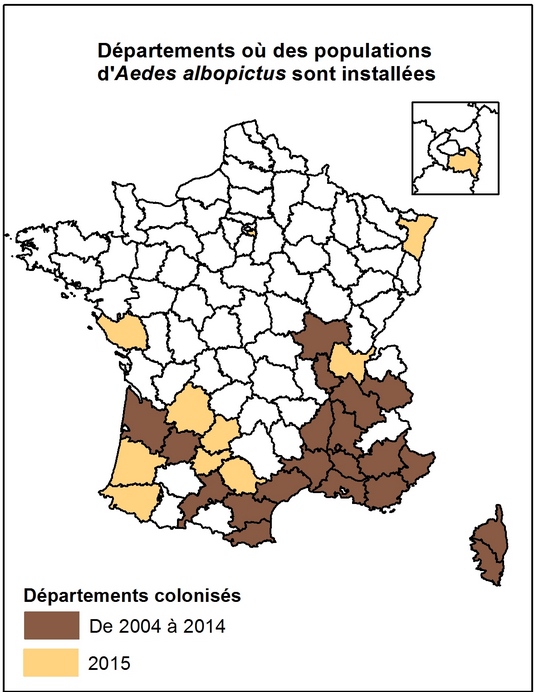 Départements où des populations
d'Aedes albopictus sont installées
Départements colonisés
De 2004 à 2014
2015